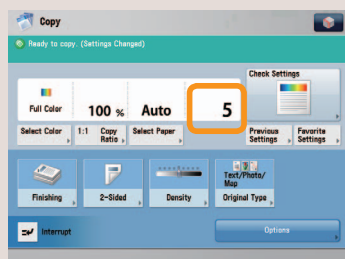 Copy
Ready to copy. (Settings Changed)
Check Settings
Full Color
100 %
Auto
5
Select Color
1:1
Copy Ratio
Select Paper
Previous Settings
Favorite Settings
Finishing
2-Sided
Density
Text/Photo/
Map
Original Type
Interrupt
Options